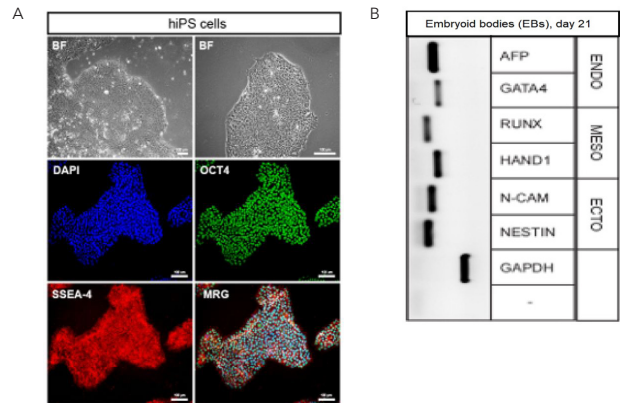 A
hiPS cells
BF
BF
DAPI
OCT4
SSEA-4
MRG
B
Embryoid bodies (EBs), day 21
AFP
GATA4
ENDO
RUNX
HAND1
MESO
N-CAM
NESTIN
ECTO
GAPDH
-